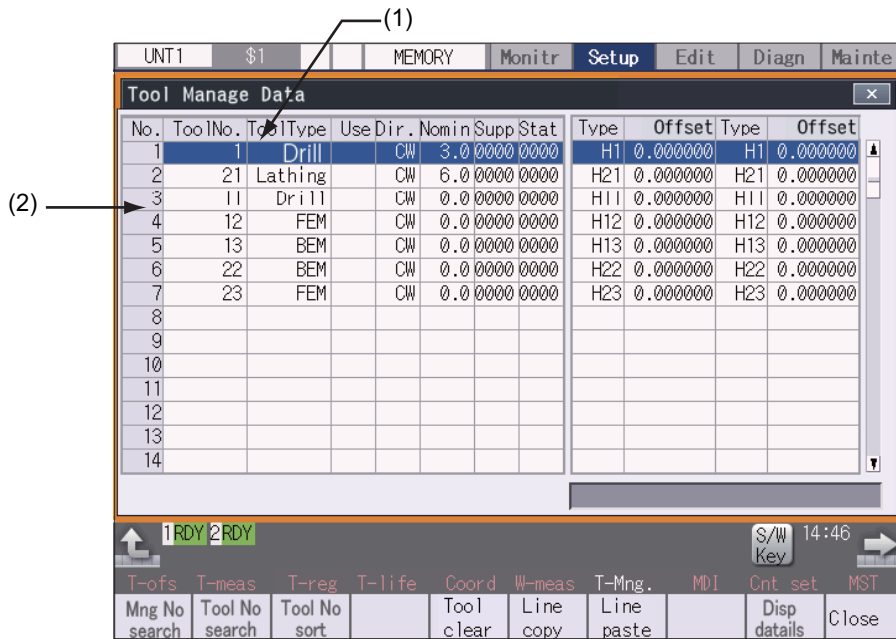 (1)
UNT1 $1 MEMORY Monitr Setup Edit Diagn Mainte
Tool Manage Data ×
No. ToolNo. ToolType Use Dir. Nomin Supp Stat Type Offset Type Offset
1 1 Drill CW 3.0 0000 0000 H1 0.000000 H1 0.000000
2 21 Lathing CW 6.0 0000 0000 H21 0.000000 H21 0.000000
(2)
3 11 Drill CW 0.0 0000 0000 H11 0.000000 H11 0.000000
4 12 FEM CW 0.0 0000 0000 H12 0.000000 H12 0.000000
5 13 BEM CW 0.0 0000 0000 H13 0.000000 H13 0.000000
6 22 BEM CW 0.0 0000 0000 H22 0.000000 H22 0.000000
7 23 FEM CW 0.0 0000 0000 H23 0.000000 H23 0.000000
8
9
10
11
12
13
14
1 RDY 2 RDY S/W Key 14:46
T-ofs T-meas T-reg T-life Coord W-meas T-Mng. MDI Cnt set MST
Mng No Tool No Tool No Tool Line Line Disp Close
search search sort clear copy paste datails